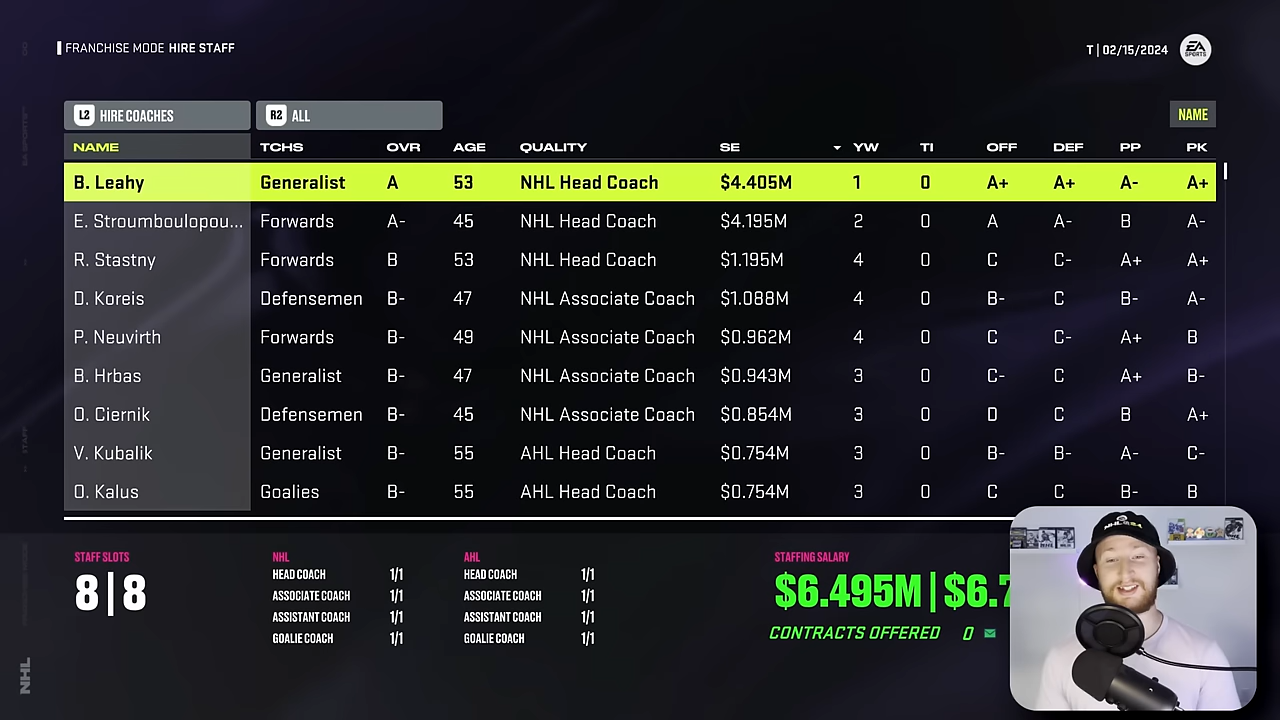 FRANCHISE MODE HIRE STAFF
T | 02/15/2024
EA SPORTS
L2 HIRE COACHES R2 ALL NAME
NAME TCHS OVR AGE QUALITY SE YW TI OFF DEF PP PK
B. Leahy Generalist A 53 NHL Head Coach $4.405M 1 0 A+ A+ A- A+
E. Stroumboulopou... Forwards A- 45 NHL Head Coach $4.195M 2 0 A A- B A-
R. Stastny Forwards B 53 NHL Head Coach $1.195M 4 0 C C- A+ A+
D. Koreis Defensemen B- 47 NHL Associate Coach $1.088M 4 0 B- C B- A-
P. Neuvirth Forwards B- 49 NHL Associate Coach $0.962M 4 0 C C- A+ B
B. Hrbas Generalist B- 47 NHL Associate Coach $0.943M 3 0 C- C A+ B-
O. Ciernik Defensemen B- 45 NHL Associate Coach $0.854M 3 0 D C B A+
V. Kubalik Generalist B- 55 AHL Head Coach $0.754M 3 0 B- B- A- C-
O. Kalus Goalies B- 55 AHL Head Coach $0.754M 3 0 C C B- B
STAFF SLOTS NHL AHL STAFFING SALARY
8|8
HEAD COACH 1/1 HEAD COACH 1/1
ASSOCIATE COACH 1/1 ASSOCIATE COACH 1/1
ASSISTANT COACH 1/1 ASSISTANT COACH 1/1
GOALIE COACH 1/1 GOALIE COACH 1/1
$6.495M | $6.7
CONTRACTS OFFERED 0
NHL